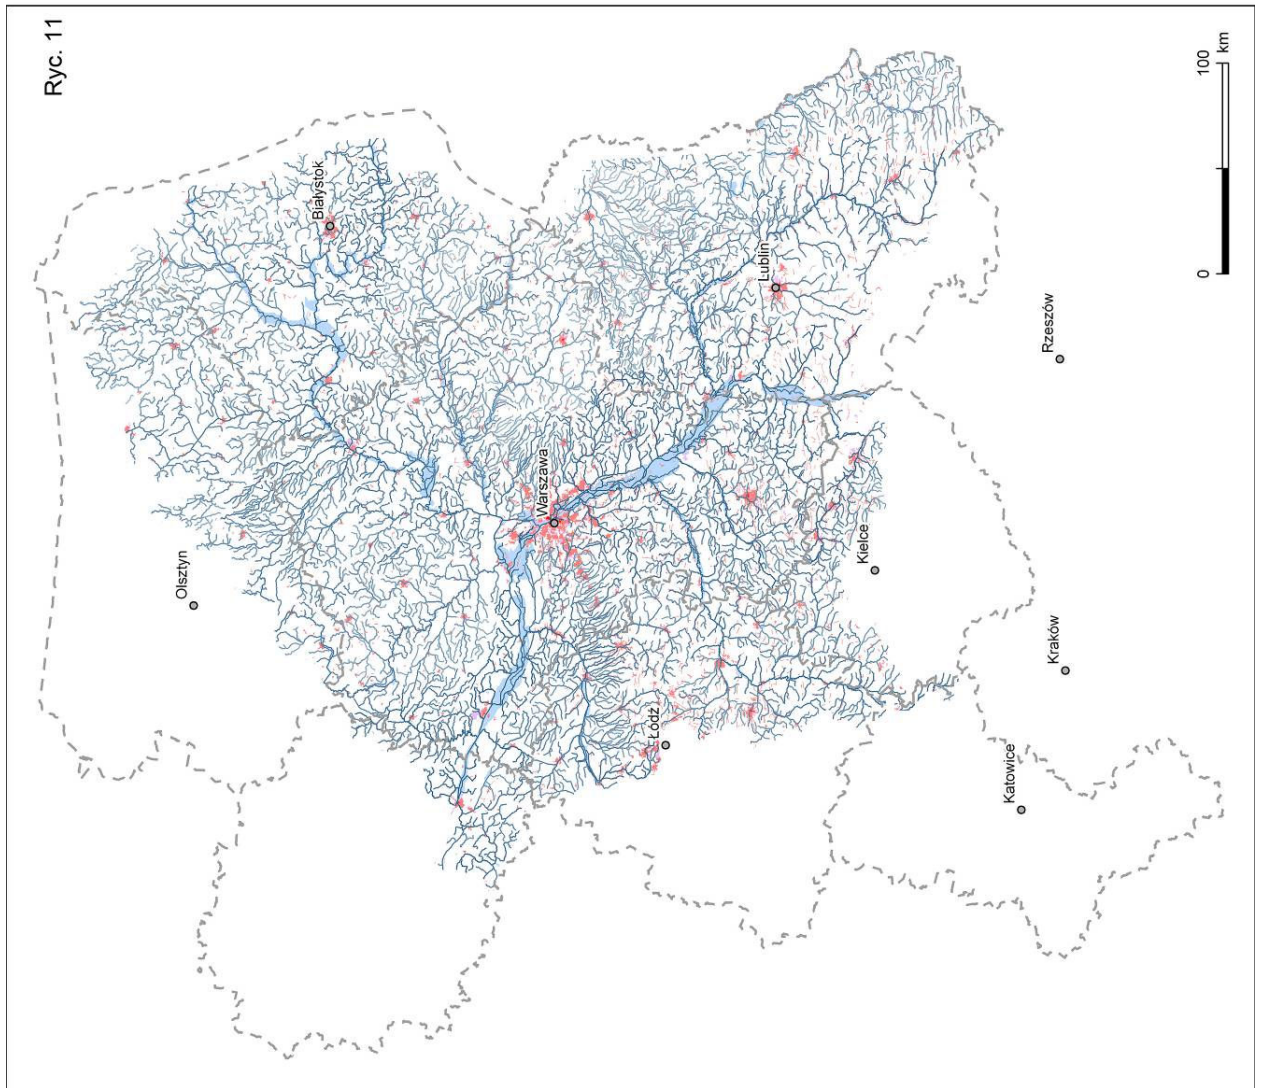 Ryc. 11
Białystok
Olsztyn
Warszawa
Lublin
Łódź
Kielce
Rzeszów
Kraków
Katowice
0
100
km